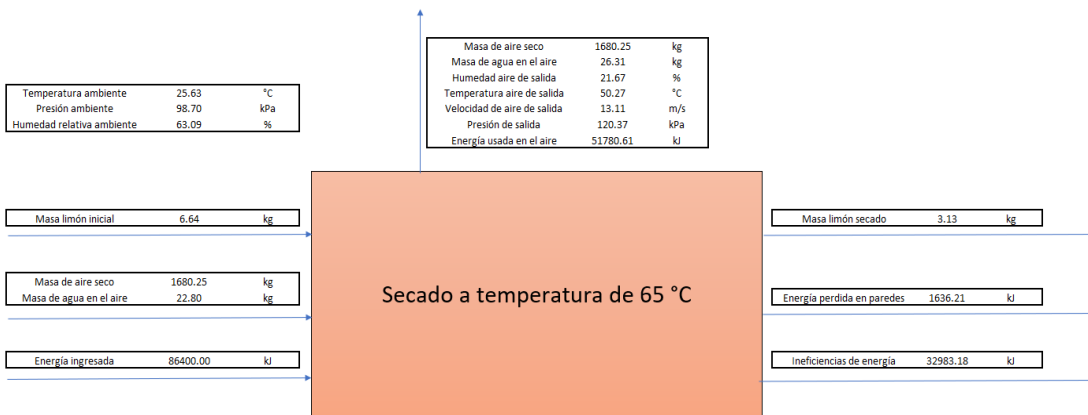 Masa de aire seco 1680.25 kg
Masa de agua en el aire 26.31 kg
Humedad aire de salida 21.67 %
Temperatura aire de salida 50.27 °C
Velocidad de aire de salida 13.11 m/s
Presión de salida 120.37 kPa
Energía usada en el aire 51780.61 kJ
Temperatura ambiente 25.63 °C
Presión ambiente 98.70 kPa
Humedad relativa ambiente 63.09 %
Masa limón inicial 6.64 kg
Masa de aire seco 1680.25 kg
Masa de agua en el aire 22.80 kg
Energía ingresada 86400.00 kJ
Secado a temperatura de 65 °C
Masa limón secado 3.13 kg
Energía perdida en paredes 1636.21 kJ
Ineficiencias de energía 32983.18 kJ